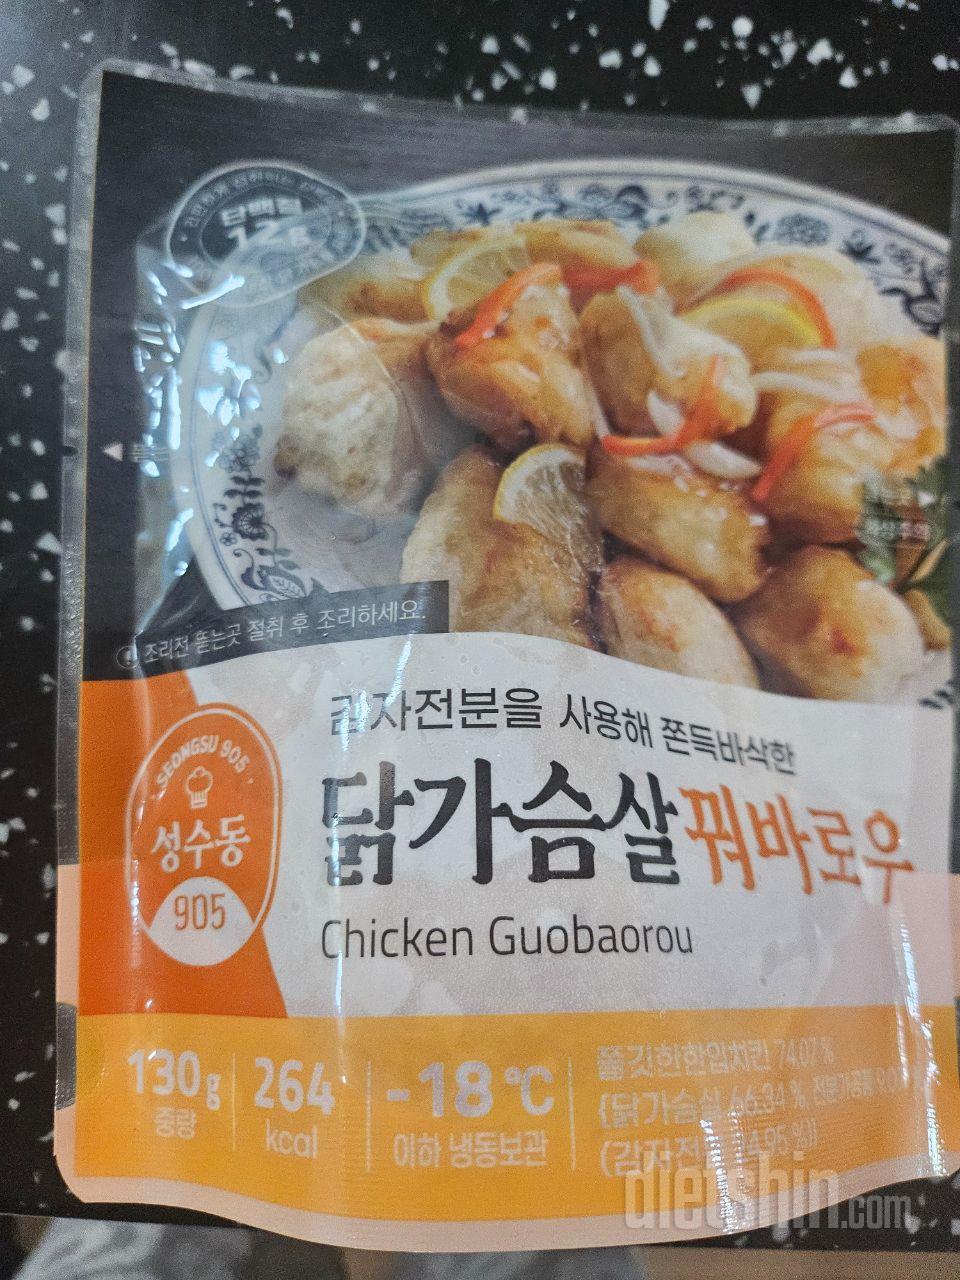 단백질
12g
조리전 뜯는곳 절취 후 조리하세요.
감자전분을 사용해 쫀득바삭한
닭가슴살 꿔바로우
Chicken Guobaorou
SEONGSU 905
성수동
905
130g
중량
264
kcal
-18℃
이하 냉동보관
쫄깃한한입치킨 74.07%
{닭가슴살 66.34 %,
dietshin.com